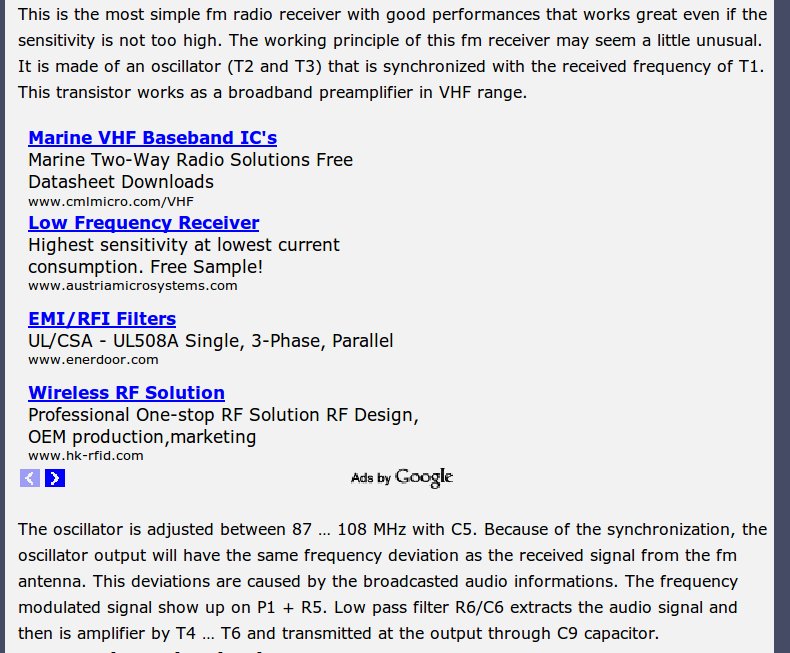 This is the most simple fm radio receiver with good performances that works great even if the
sensitivity is not too high. The working principle of this fm receiver may seem a little unusual.
It is made of an oscillator (T2 and T3) that is synchronized with the received frequency of T1.
This transistor works as a broadband preamplifier in VHF range.
Marine VHF Baseband IC's
Marine Two-Way Radio Solutions Free
Datasheet Downloads
www.cmlmicro.com/VHF
Low Frequency Receiver
Highest sensitivity at lowest current
consumption. Free Sample!
www.austriamicrosystems.com
EMI/RFI Filters
UL/CSA - UL508A Single, 3-Phase, Parallel
www.enerdoor.com
Wireless RF Solution
Professional One-stop RF Solution RF Design,
OEM production,marketing
www.hk-rfid.com
Ads by Google
The oscillator is adjusted between 87 … 108 MHz with C5. Because of the synchronization, the
oscillator output will have the same frequency deviation as the received signal from the fm
antenna. This deviations are caused by the broadcasted audio informations. The frequency
modulated signal show up on P1 + R5. Low pass filter R6/C6 extracts the audio signal and
then is amplifier by T4 … T6 and transmitted at the output through C9 capacitor.